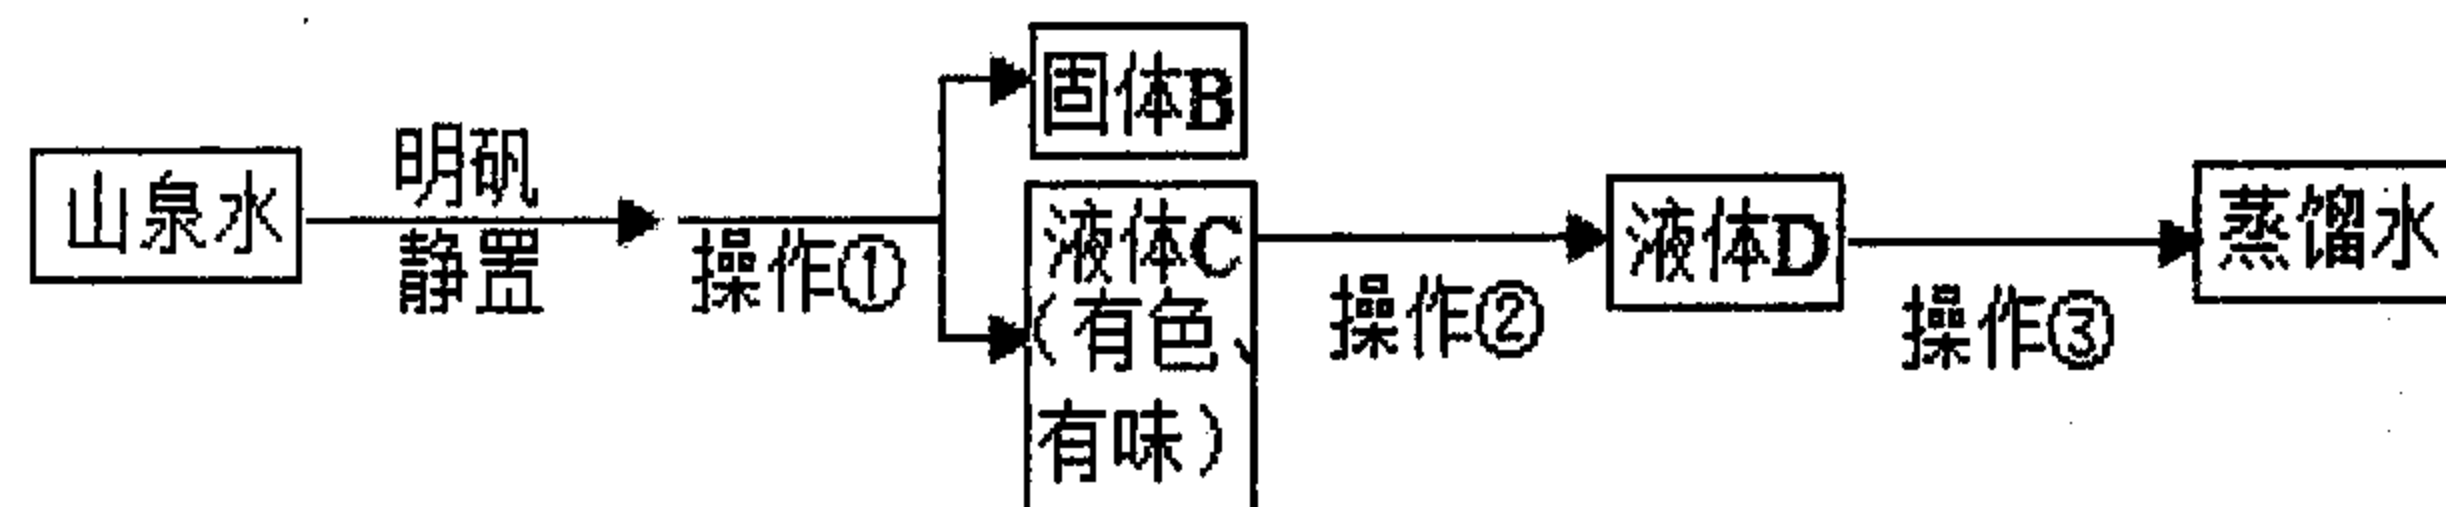 山泉水
明矾
静置
操作①
固体B
液体C
(有色、
有味)
操作②
液体D
操作③
蒸馏水